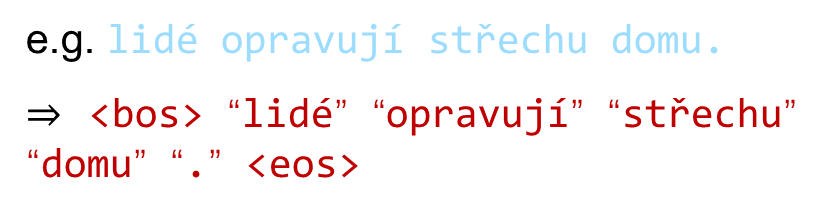 e.g. lidé opravují střechu domu.
⇒ <bos> “lidé” “opravují” “střechu”
“domu” “.” <eos>